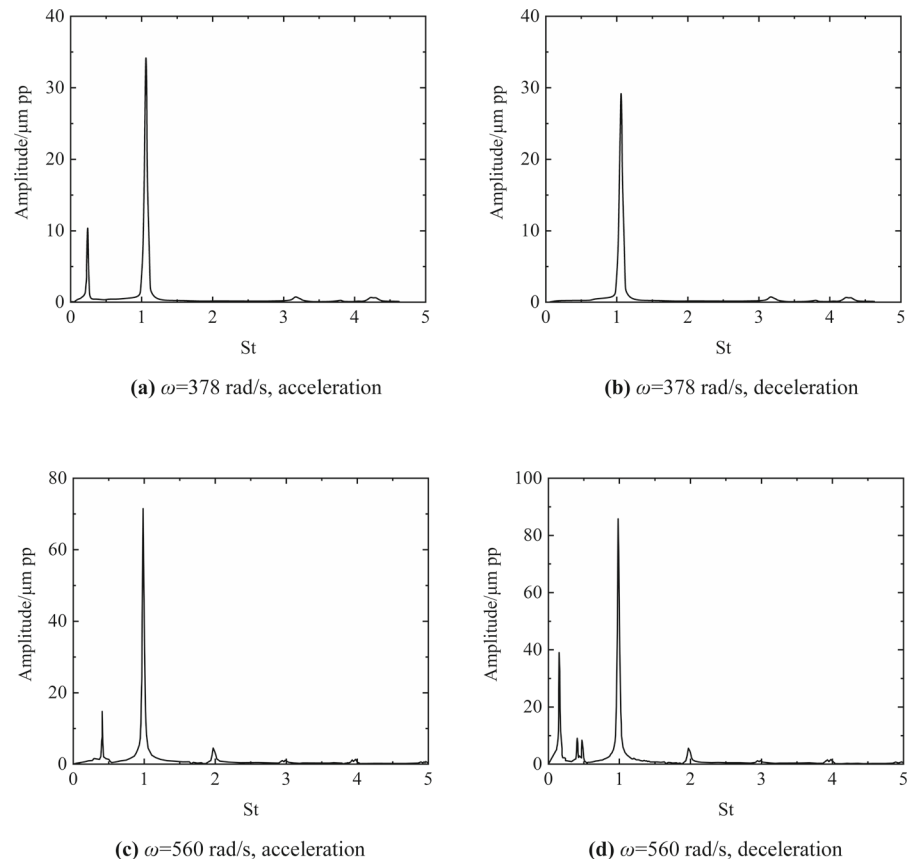 40
30
20
10
0
Amplitude/μm pp
0 1 2 3 4 5
St
(a) ω=378 rad/s, acceleration
40
30
20
10
0
Amplitude/μm pp
0 1 2 3 4 5
St
(b) ω=378 rad/s, deceleration
80
60
40
20
0
Amplitude/μm pp
0 1 2 3 4 5
St
(c) ω=560 rad/s, acceleration
100
80
60
40
20
0
Amplitude/μm pp
0 1 2 3 4 5
St
(d) ω=560 rad/s, deceleration